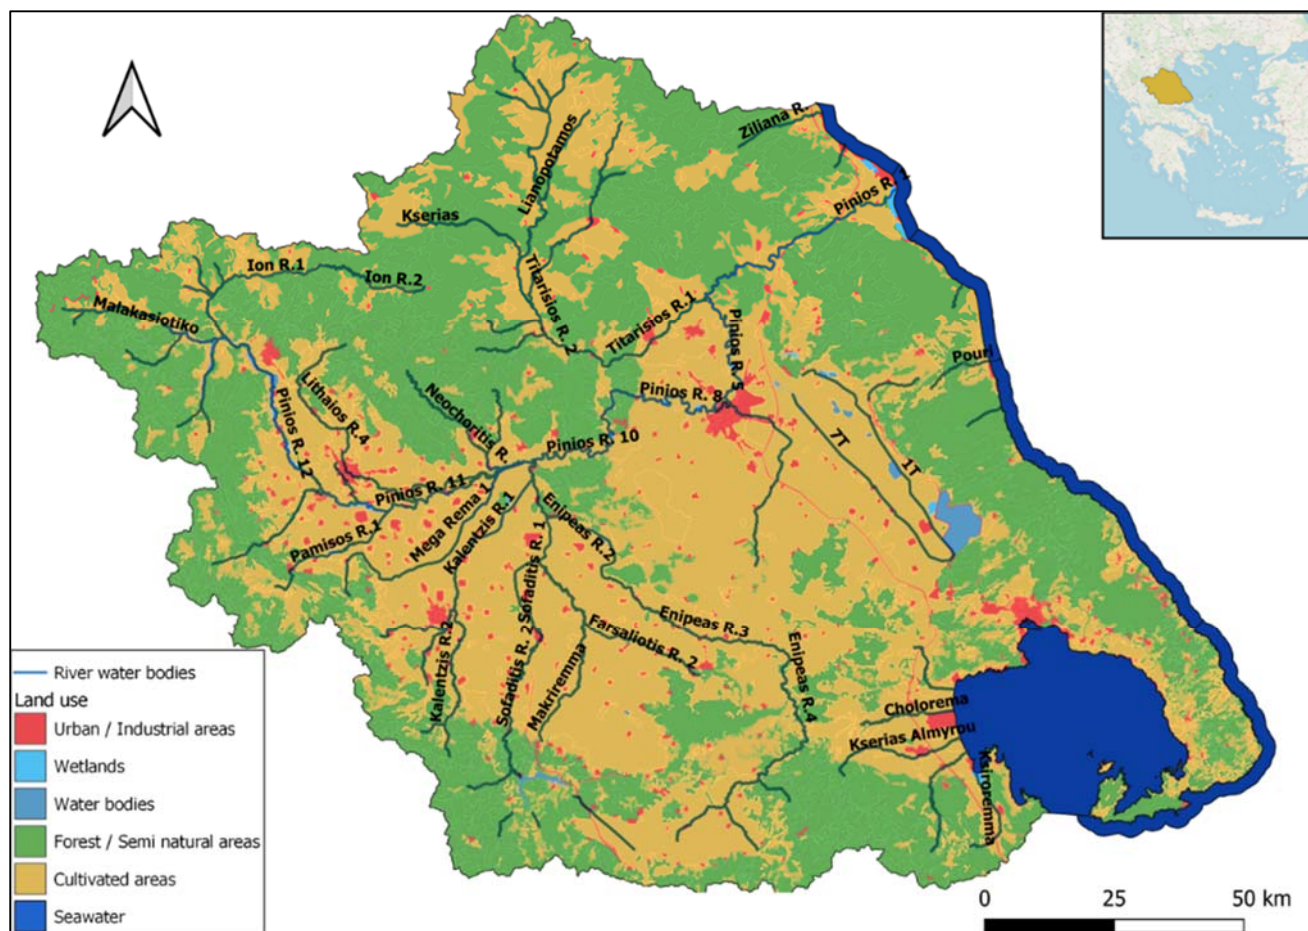 Ziliana R.
Lianopotamos
Pinios R. 1
Kserias
Ion R.1
Ion R.2
Titarisios R. 2
Malakasiotiko
Titarisios R.1
Pinios R. 5
Pouri
Lithaios R.4
Neochoritis R.
Pinios R. 8
Pinios R. 12
Pinios R. 10
7T
1T
Pinios R. 11
Mega Rema 1
Kalentzis R.1
Enipeas R.2
Pamisos R.1
Sofaditis R. 1
Enipeas R.3
Farsaliotis R. 2
Kalentzis R.2
Sofaditis R. 2
Makriremma
Enipeas R.4
Cholorema
Kserias Almyrou
Ksiroremma
River water bodies
Land use
Urban / Industrial areas
Wetlands
Water bodies
Forest / Semi natural areas
Cultivated areas
Seawater
0 25 50 km